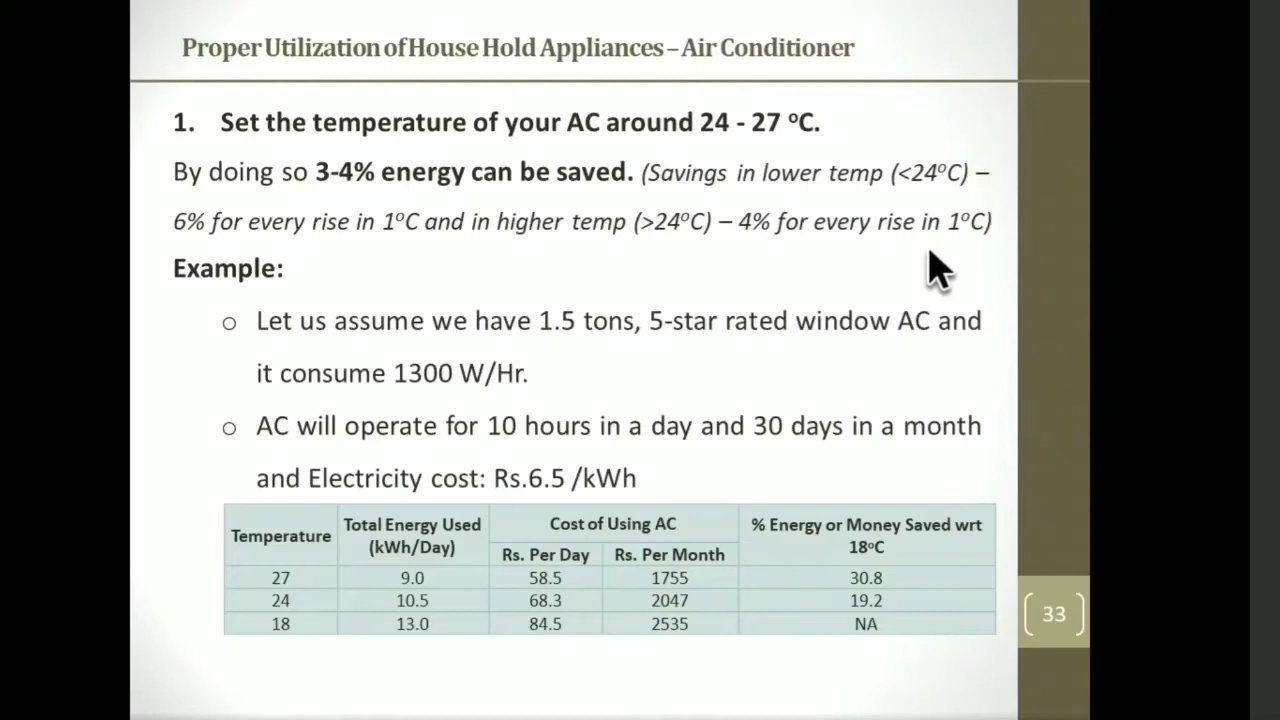 Proper Utilization of House Hold Appliances – Air Conditioner
1. Set the temperature of your AC around 24 - 27 ᵒC.
By doing so 3-4% energy can be saved. (Savings in lower temp (<24ᵒC) –
6% for every rise in 1ᵒC and in higher temp (>24ᵒC) – 4% for every rise in 1ᵒC)
Example:
o Let us assume we have 1.5 tons, 5-star rated window AC and
it consume 1300 W/Hr.
o AC will operate for 10 hours in a day and 30 days in a month
and Electricity cost: Rs.6.5 /kWh
Temperature Total Energy Used Cost of Using AC % Energy or Money Saved wrt
(kWh/Day) Rs. Per Day Rs. Per Month 18ᵒC
27 9.0 58.5 1755 30.8
24 10.5 68.3 2047 19.2
18 13.0 84.5 2535 NA
33